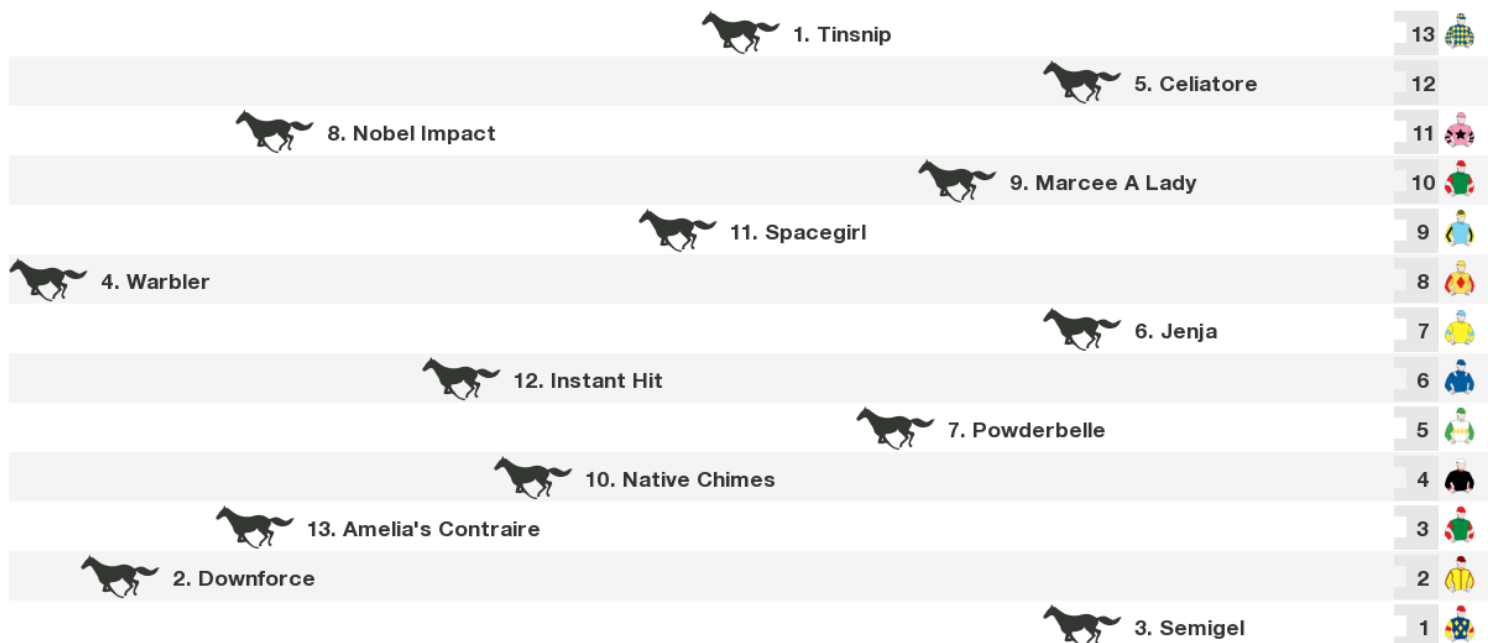 1. Tinsnip 13
5. Celiatore 12
8. Nobel Impact 11
9. Marcee A Lady 10
11. Spacegirl 9
4. Warbler 8
6. Jenja 7
12. Instant Hit 6
7. Powderbelle 5
10. Native Chimes 4
13. Amelia's Contraire 3
2. Downforce 2
3. Semigel 1